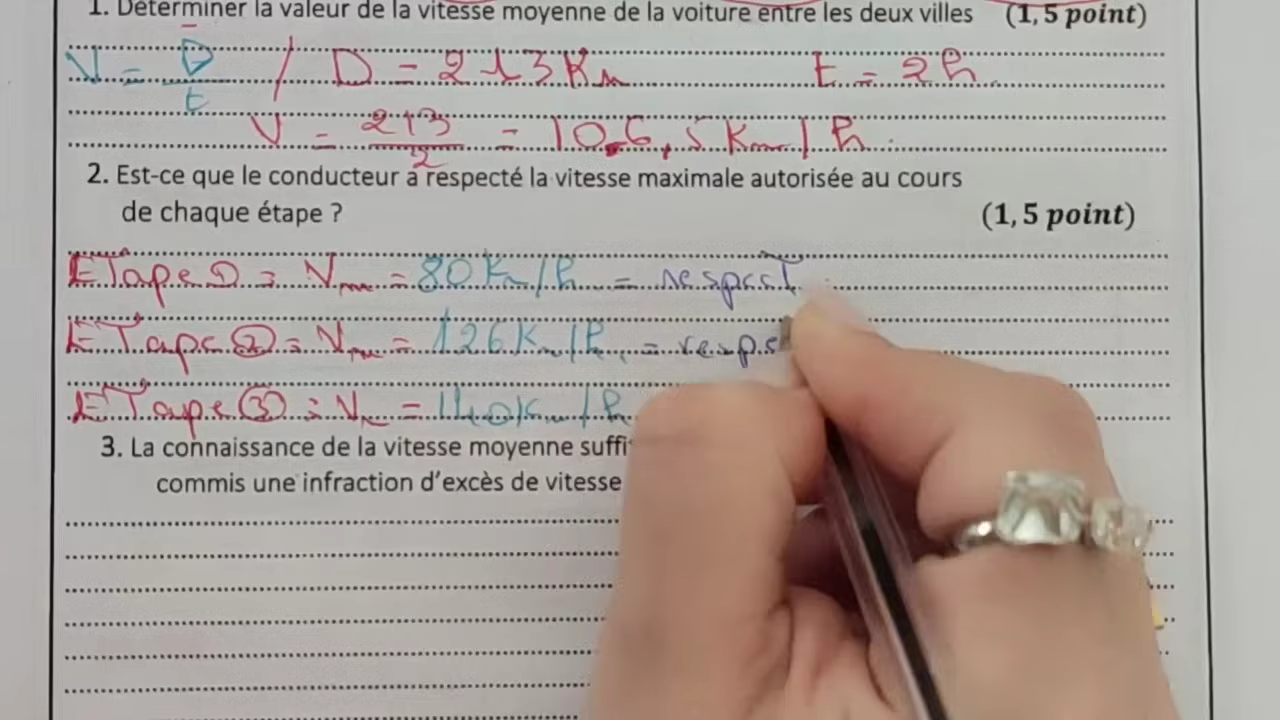 1. Déterminer la valeur de la vitesse moyenne de la voiture entre les deux villes (1,5 point)
V = D/t / D = 213 Km t = 2h
V = 213/2 = 106,5 Km/h.
2. Est-ce que le conducteur a respecté la vitesse maximale autorisée au cours
de chaque étape ? (1,5 point)
ETape 1 : Vm = 80 Km/h = respecT
ETape 2 : Vm = 126 Km/h. = resps
ETape 3 : Vm = 140 Km/h
3. La connaissance de la vitesse moyenne suffi
commis une infraction d'excès de vitesse